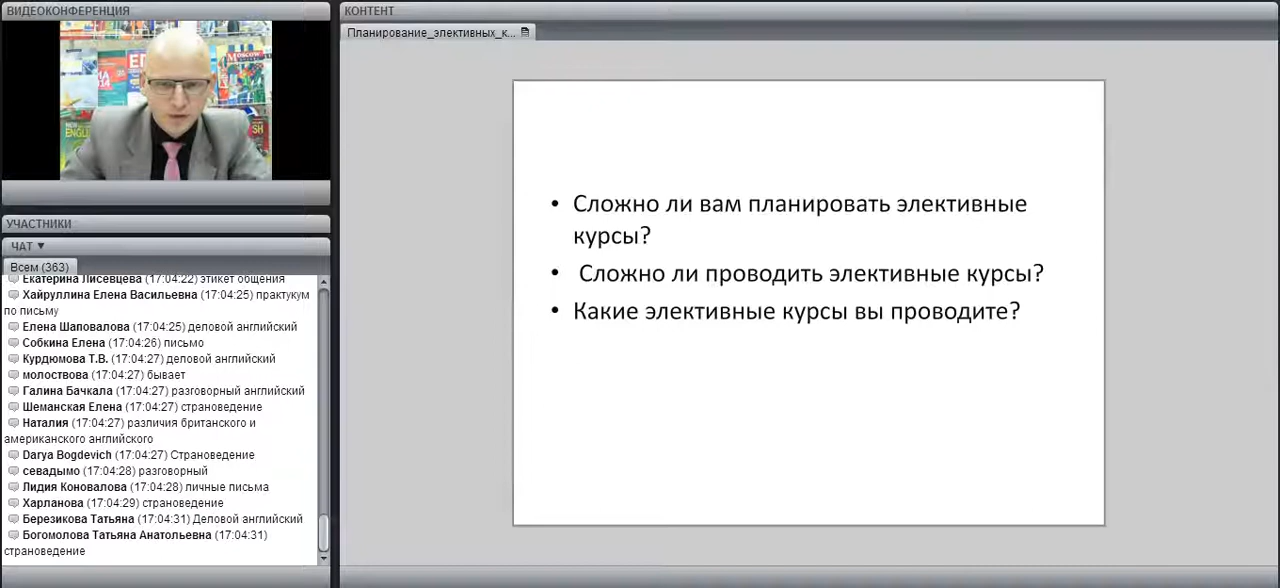 ВИДЕОКОНФЕРЕНЦИЯ
Moscow
NEW
ENGLI
SH
УЧАСТНИКИ
ЧАТ ▼
Всем (363)
Екатерина Лисевцева (17:04:22) этикет общения
Хайруллина Елена Васильевна (17:04:25) практукум
по письму
Елена Шаповалова (17:04:25) деловой английский
Собкина Елена (17:04:26) письмо
Курдюмова Т.В. (17:04:27) деловой английский
молоствова (17:04:27) бывает
Галина Бачкала (17:04:27) разговорный английский
Шеманская Елена (17:04:27) страноведение
Наталия (17:04:27) различия британского и
американского английского
Darya Bogdevich (17:04:27) Страноведение
севадымо (17:04:28) разговорный
Лидия Коновалова (17:04:28) личные письма
Харланова (17:04:29) страноведение
Березикова Татьяна (17:04:31) Деловой английский
Богомолова Татьяна Анатольевна (17:04:31)
страноведение
КОНТЕНТ
Планирование_элективных_к...
• Сложно ли вам планировать элективные
курсы?
• Сложно ли проводить элективные курсы?
• Какие элективные курсы вы проводите?